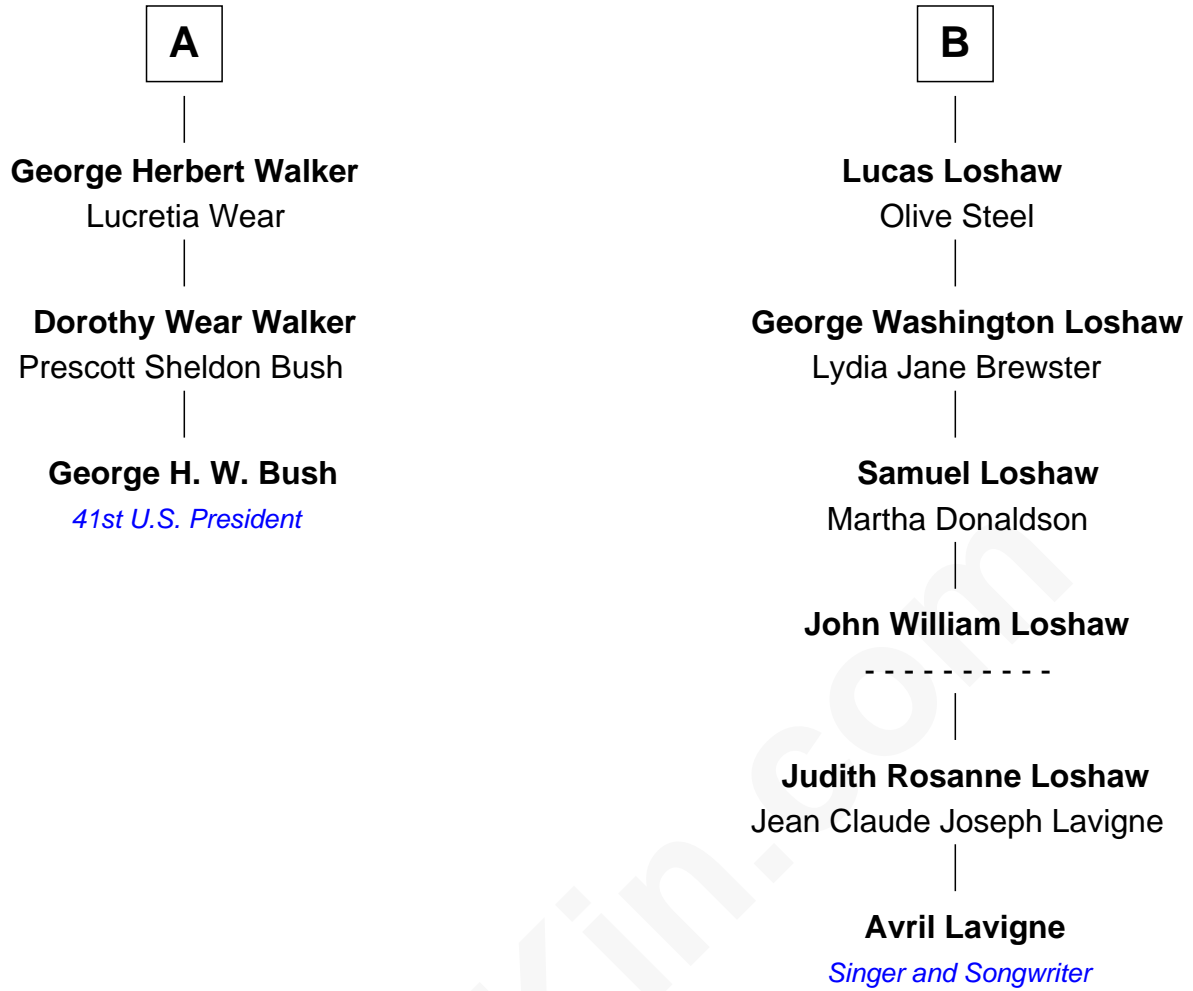 A
George Herbert Walker
Lucretia Wear
Dorothy Wear Walker
Prescott Sheldon Bush
George H. W. Bush
41st U.S. President
B
Lucas Loshaw
Olive Steel
George Washington Loshaw
Lydia Jane Brewster
Samuel Loshaw
Martha Donaldson
John William Loshaw
- - - - - - - - - -
Judith Rosanne Loshaw
Jean Claude Joseph Lavigne
Avril Lavigne
Singer and Songwriter
Kin.com